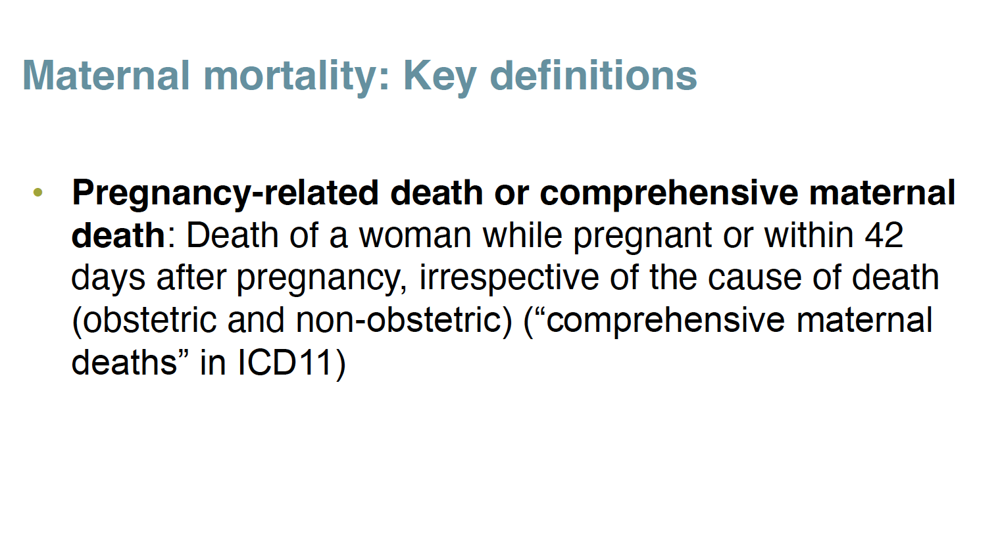 Maternal mortality: Key definitions
• Pregnancy-related death or comprehensive maternal
death: Death of a woman while pregnant or within 42
days after pregnancy, irrespective of the cause of death
(obstetric and non-obstetric) (“comprehensive maternal
deaths” in ICD11)